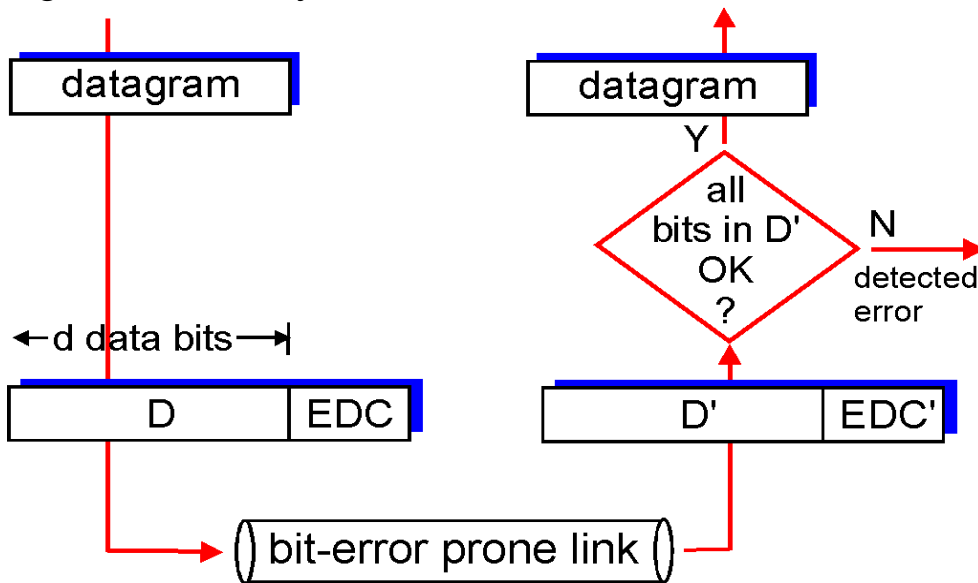 datagram
datagram
Y
all
bits in D'
OK
?
N
detected
error
d data bits
D
EDC
D'
EDC'
bit-error prone link